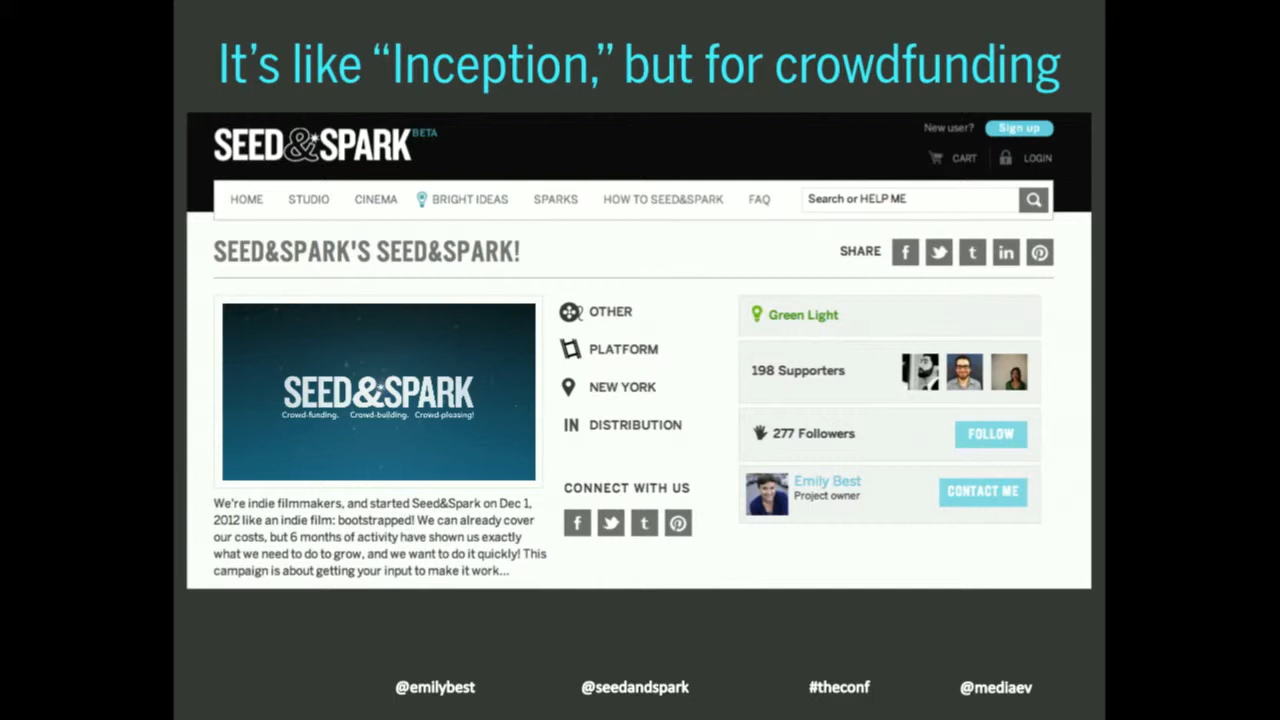 It's like “Inception,” but for crowdfunding
SEED&SPARK BETA
New user? Sign up
CART LOGIN
HOME STUDIO CINEMA BRIGHT IDEAS SPARKS HOW TO SEED&SPARK FAQ Search or HELP ME
SEED&SPARK'S SEED&SPARK!
SHARE f t in
SEED&SPARK
Crowd-funding. Crowd-building. Crowd-pleasing!
OTHER
PLATFORM
NEW YORK
IN DISTRIBUTION
CONNECT WITH US
f t
Green Light
198 Supporters
277 Followers FOLLOW
Emily Best
Project owner
CONTACT ME
We're indie filmmakers, and started Seed&Spark on Dec 1,
2012 like an indie film: bootstrapped! We can already cover
our costs, but 6 months of activity have shown us exactly
what we need to do to grow, and we want to do it quickly! This
campaign is about getting your input to make it work...
@emilybest @seedandspark #theconf @mediaev